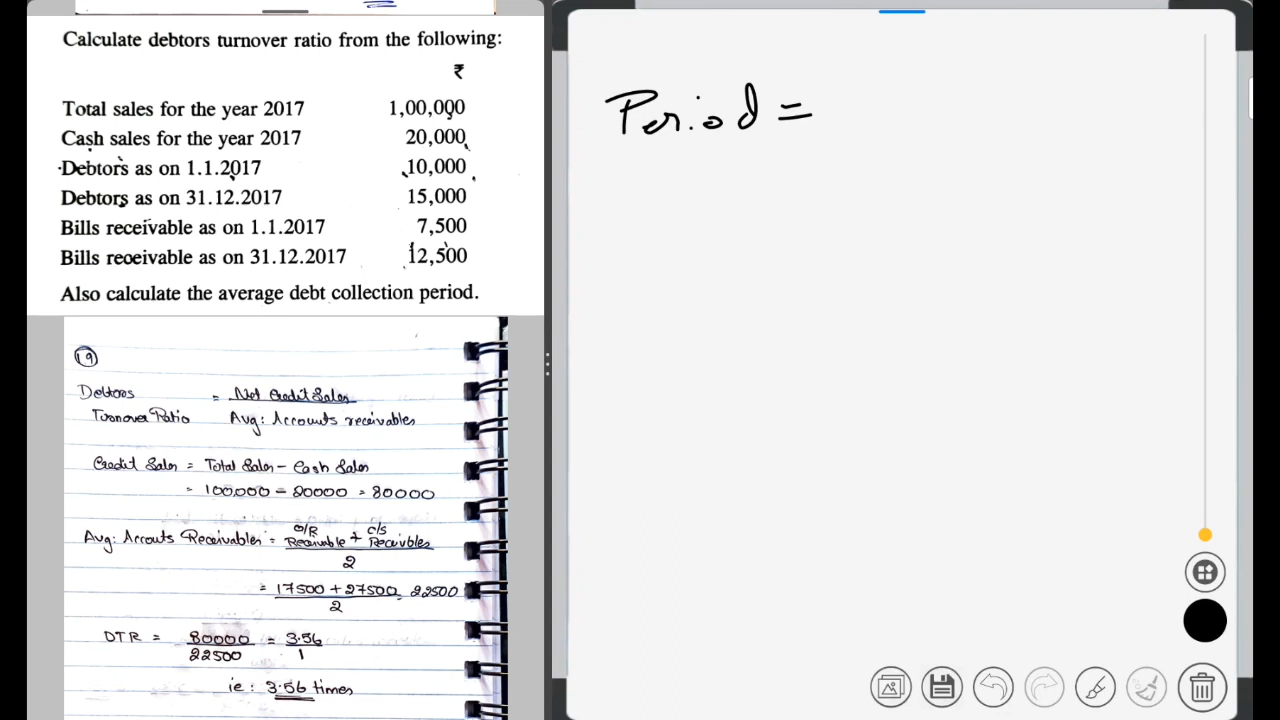 Calculate debtors turnover ratio from the following:
₹
Total sales for the year 2017 1,00,000
Cash sales for the year 2017 20,000
Debtors as on 1.1.2017 10,000
Debtors as on 31.12.2017 15,000
Bills receivable as on 1.1.2017 7,500
Bills receivable as on 31.12.2017 12,500
Also calculate the average debt collection period.
19
Debtors = Net Credit Sales
Turnover Ratio Avg: Accounts receivables
Credit Sales = Total Sales - Cash Sales
= 100,000 - 20000 = 80000
Avg: Accounts Receivables = Receivable + Receivbles
2
= 17500 + 27500 = 22500
2
DTR = 80000 = 3.56
22500 1
ie: 3.56 times
Period =